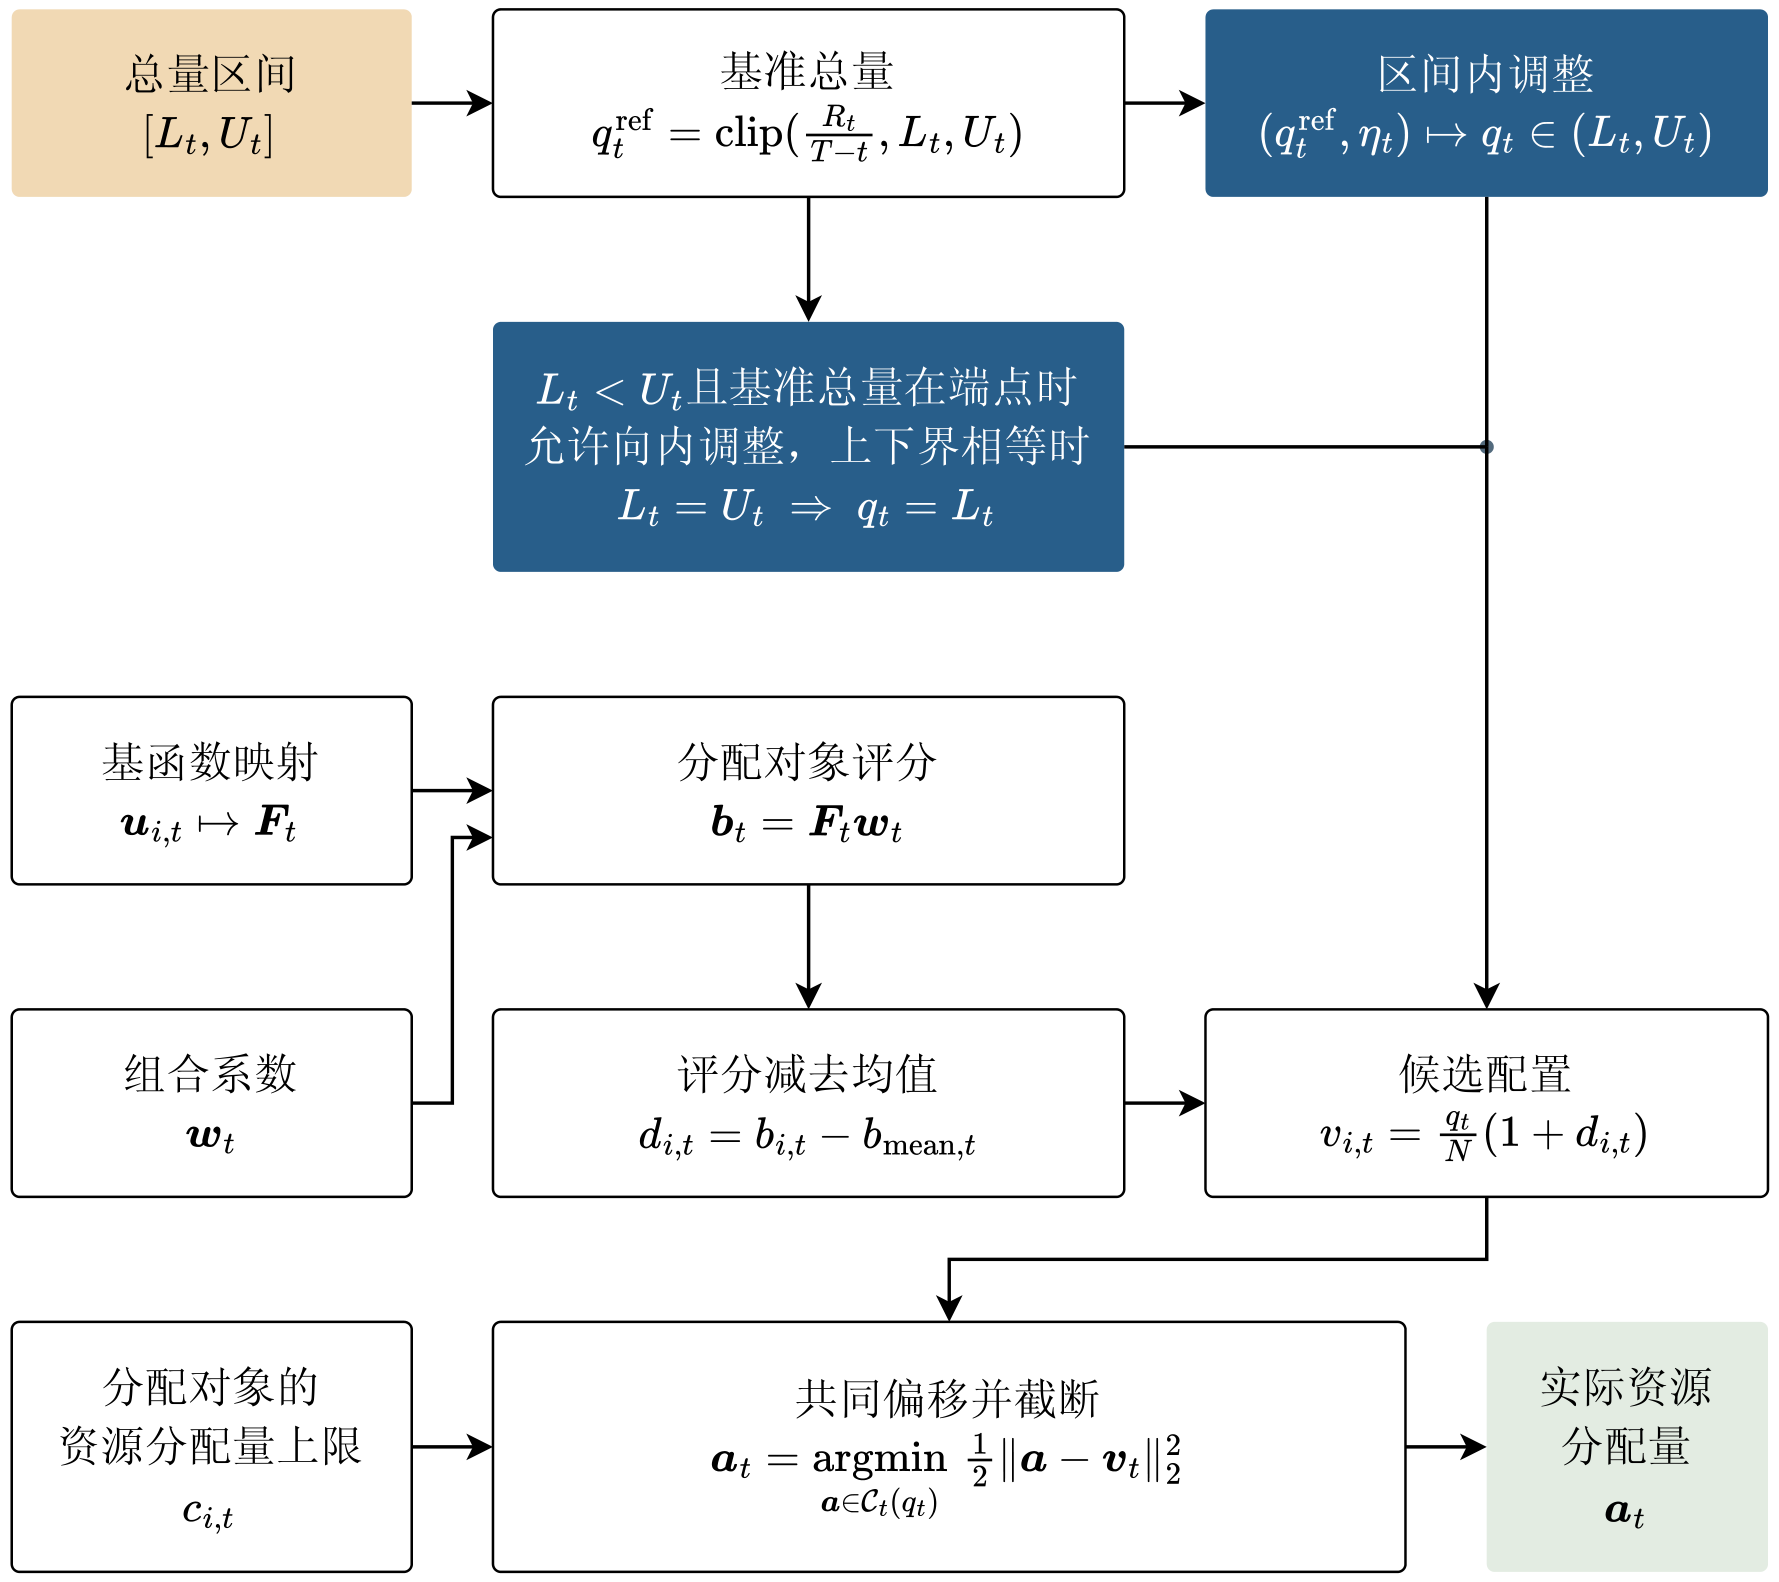 总量区间
[L_t, U_t]
基准总量
q_t^{ref} = clip(\frac{R_t}{T-t}, L_t, U_t)
区间内调整
(q_t^{ref}, η_t) ↦ q_t ∈ (L_t, U_t)
L_t < U_t且基准总量在端点时
允许向内调整，上下界相等时
L_t = U_t ⇒ q_t = L_t
基函数映射
u_{i,t} ↦ F_t
分配对象评分
b_t = F_t w_t
组合系数
w_t
评分减去均值
d_{i,t} = b_{i,t} − b_{mean,t}
候选配置
v_{i,t} = \frac{q_t}{N}(1 + d_{i,t})
分配对象的
资源分配量上限
c_{i,t}
共同偏移并截断
a_t = argmin_{a∈C_t(q_t)} \frac{1}{2}‖a − v_t‖_2^2
实际资源
分配量
a_t